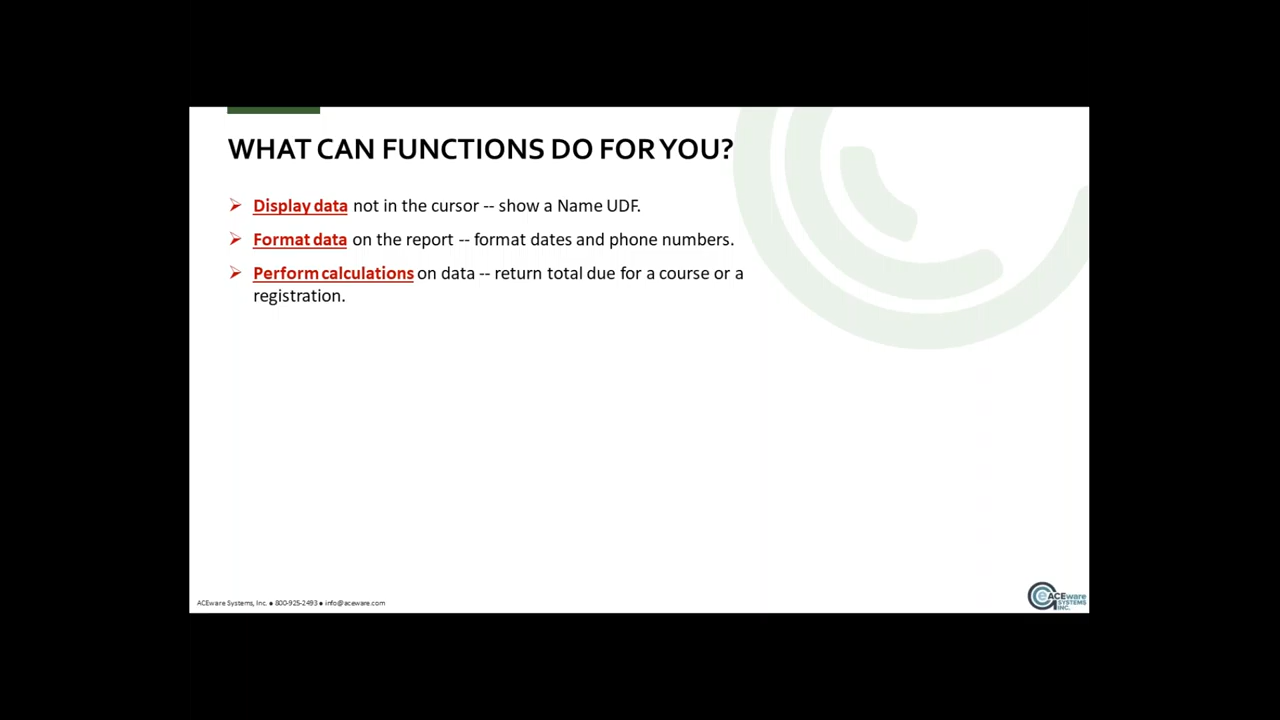 WHAT CAN FUNCTIONS DO FOR YOU?
Display data not in the cursor -- show a Name UDF.
Format data on the report -- format dates and phone numbers.
Perform calculations on data -- return total due for a course or a
registration.
ACEware Systems, Inc. ● 800-925-2493 ● info@aceware.com
ACEware
SYSTEMS
INC.